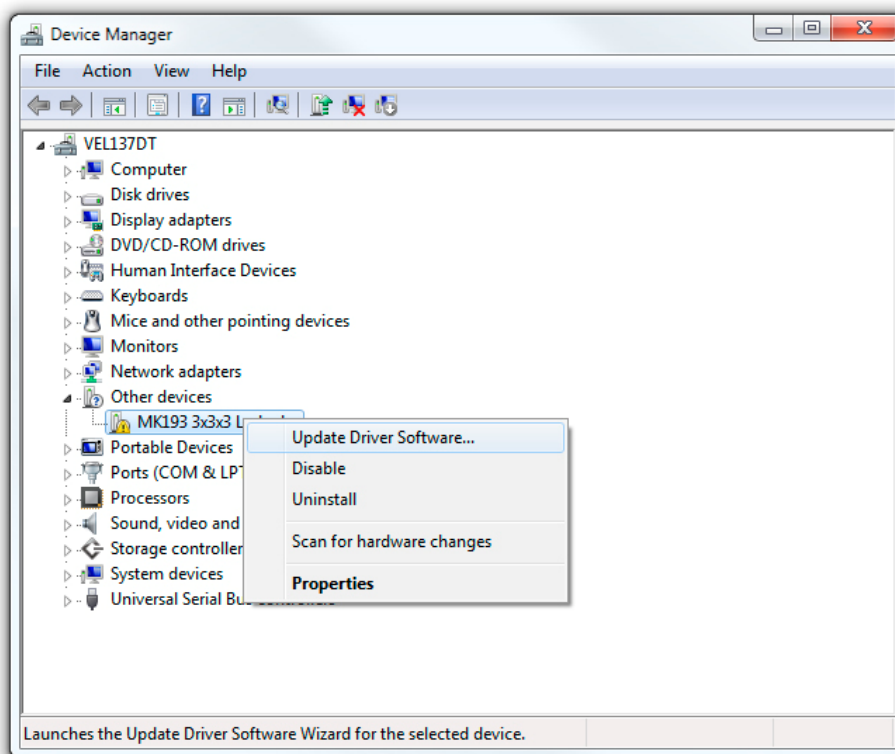 Device Manager
File Action View Help
VEL137DT
Computer
Disk drives
Display adapters
DVD/CD-ROM drives
Human Interface Devices
Keyboards
Mice and other pointing devices
Monitors
Network adapters
Other devices
MK193 3x3x3
Update Driver Software...
Portable Devices
Disable
Ports (COM & LPT
Processors
Uninstall
Sound, video and
Storage controller
Scan for hardware changes
System devices
Properties
Universal Serial
Launches the Update Driver Software Wizard for the selected device.